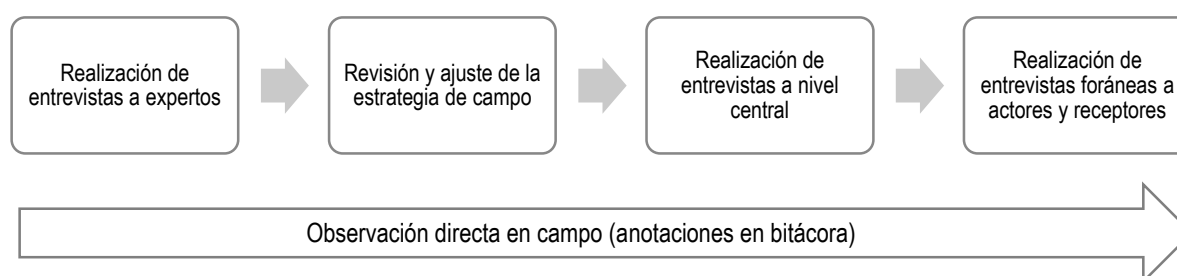 Realización de
entrevistas a expertos
Revisión y ajuste de la
estrategia de campo
Realización de
entrevistas a nivel
central
Realización de
entrevistas foráneas a
actores y receptores
Observación directa en campo (anotaciones en bitácora)